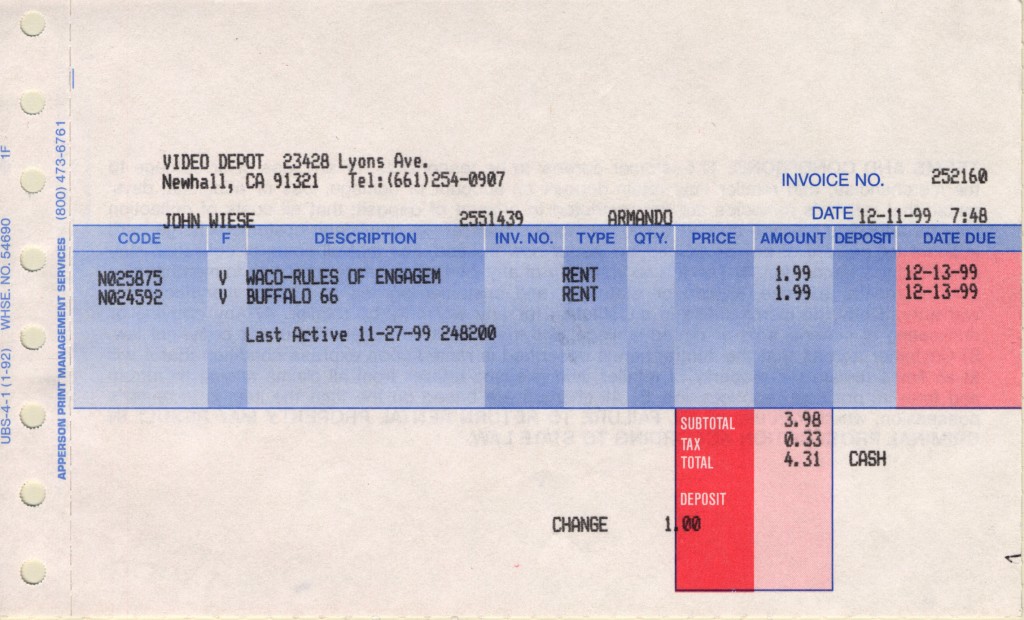 VIDEO DEPOT 23428 Lyons Ave.
Newhall, CA 91321 Tel:(661)254-0907
INVOICE NO. 252160
JOHN WIESE 2551439 ARMANDO DATE 12-11-99 7:48
CODE F DESCRIPTION INV. NO. TYPE QTY. PRICE AMOUNT DEPOSIT DATE DUE
N025875 V WACO-RULES OF ENGAGEM RENT 1.99 12-13-99
N024592 V BUFFALO 66 RENT 1.99 12-13-99
Last Active 11-27-99 248200
SUBTOTAL 3.98
TAX 0.33
TOTAL 4.31 CASH
DEPOSIT
CHANGE 1.00
UBS-4-1 (1-92) WHSE. NO. 54690 1F
APPERSON PRINT MANAGEMENT SERVICES (800) 473-6761